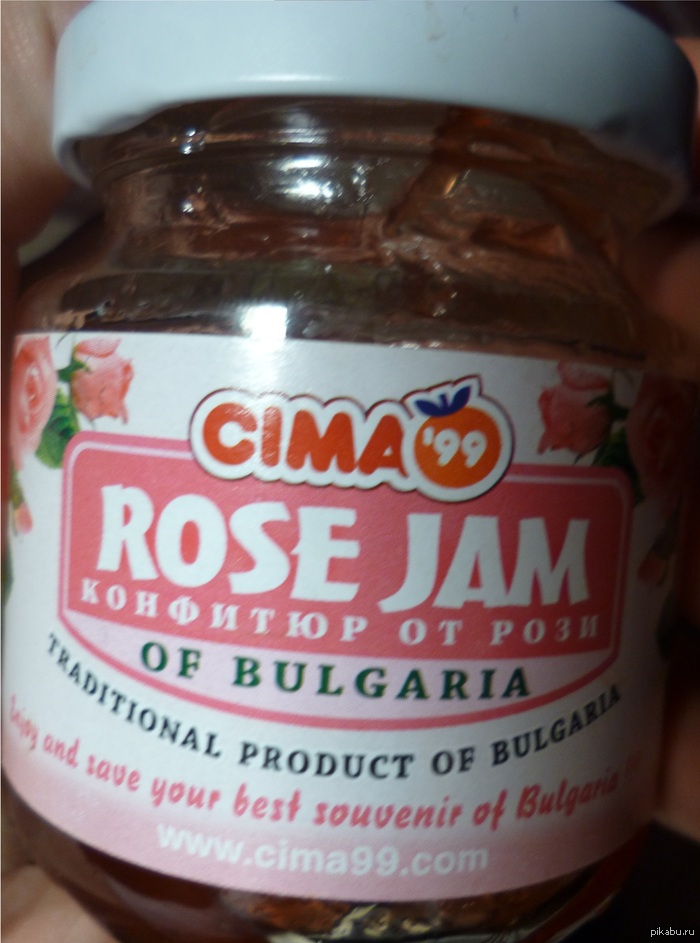 CIMA '99
ROSE JAM
КОНФИТЮР ОТ РОЗИ
OF BULGARIA
TRADITIONAL PRODUCT OF BULGARIA
Enjoy and save your best souvenir of Bulgaria !!!
www.cima99.com
pikabu.ru